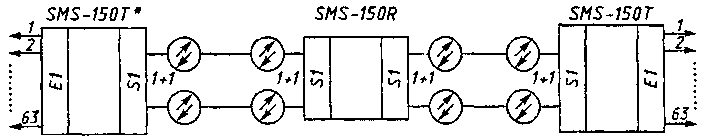 SMS-150T* SMS-150R SMS-150T
1 1
2 2
E1 S1 1+1 1+1 S1 S1 1+1 1+1 S1 E1
63 63